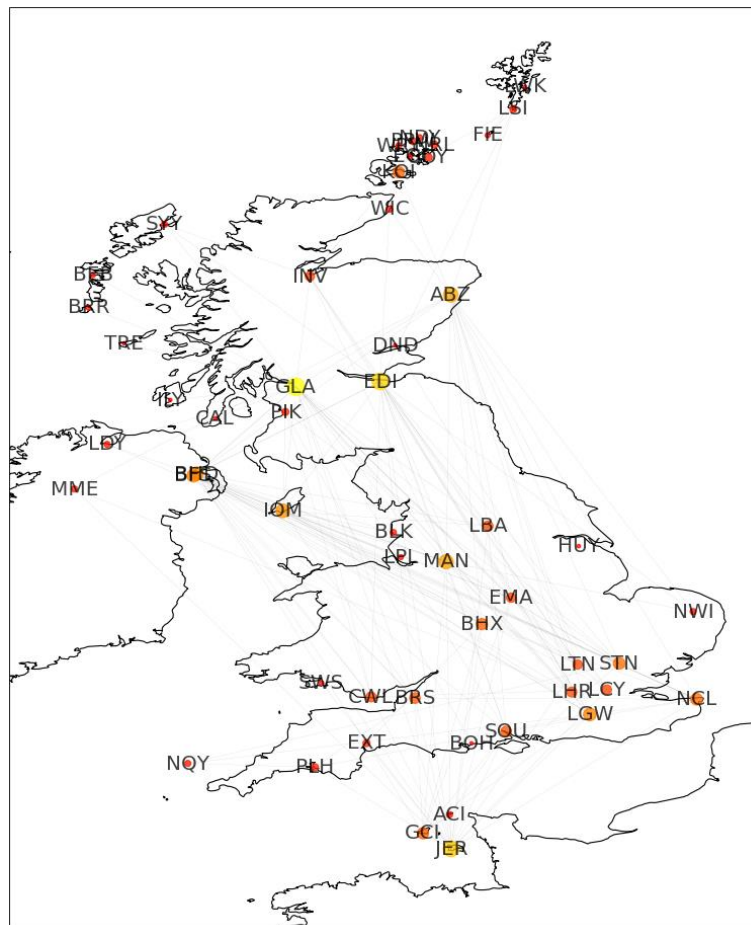 LSI
FIE
KOI
WIC
SYY
BEB
INV
ABZ
BRR
TRE
DND
GLA
EDI
ILY
CAL
PIK
LDY
MME
IOM
BLK
LBA
HUY
LPL
MAN
EMA
NWI
BHX
LTN
STN
SWS
CWL
BRS
LHR
LCY
NCL
LGW
SOU
EXT
BOH
NQY
PLH
ACI
GCI
JER